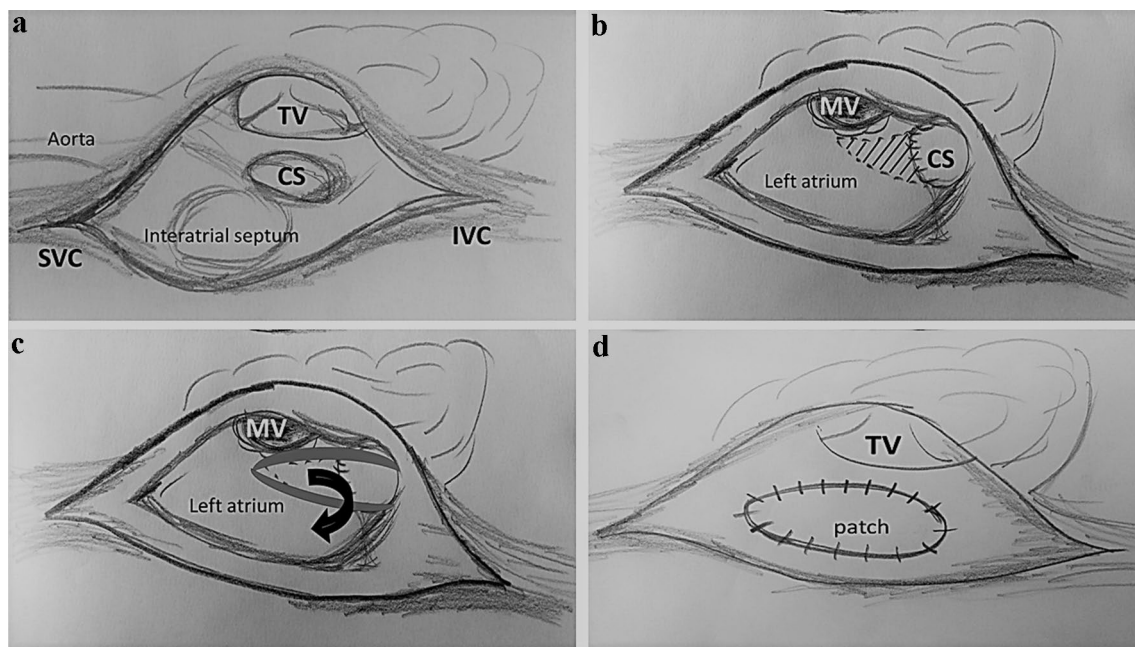 a
TV
Aorta
CS
Interatrial septum
SVC
IVC
b
MV
CS
Left atrium
c
MV
Left atrium
d
TV
patch